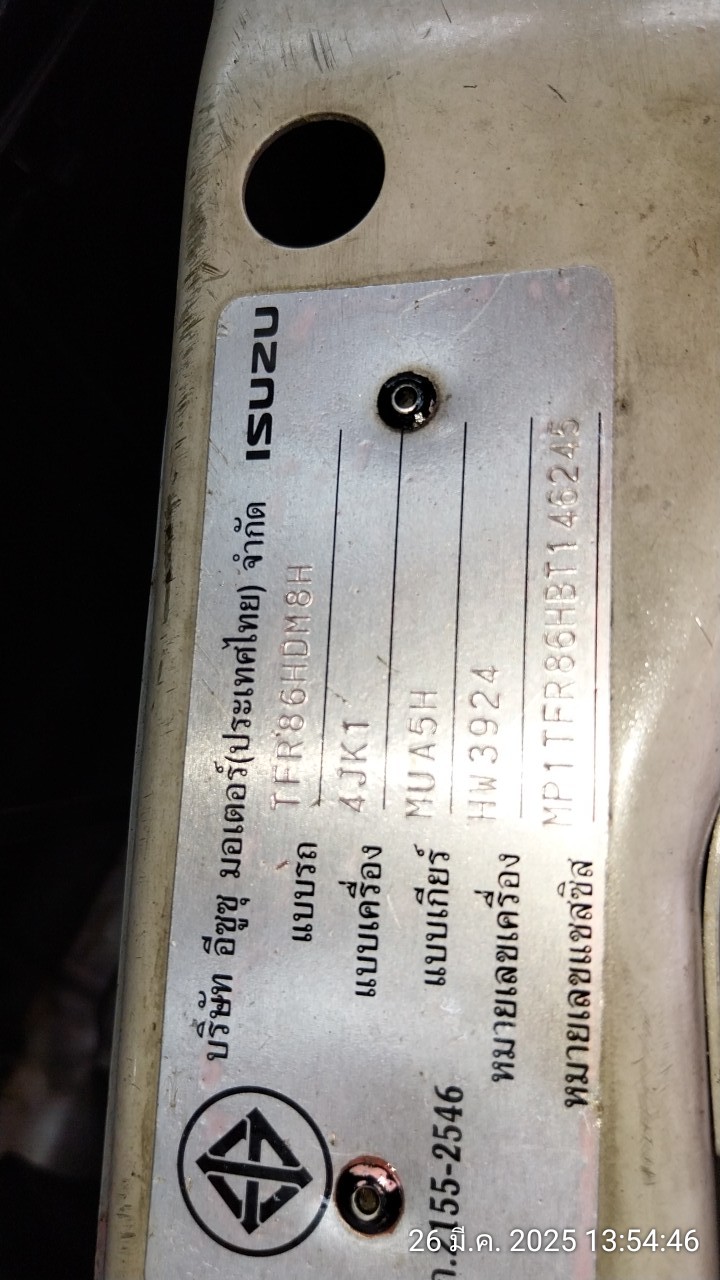 บริษัท อีซูซุ มอเตอร์(ประเทศไทย) จำกัด ISUZU
แบบรถ TFR86HDM8H
แบบเครื่อง 4JK1
แบบเกียร์ MUA5H
หมายเลขเครื่อง HW3924
หมายเลขแชสซิส MP1TFR86HBT146245
2155-2546
26 มี.ค. 2025 13:54:46